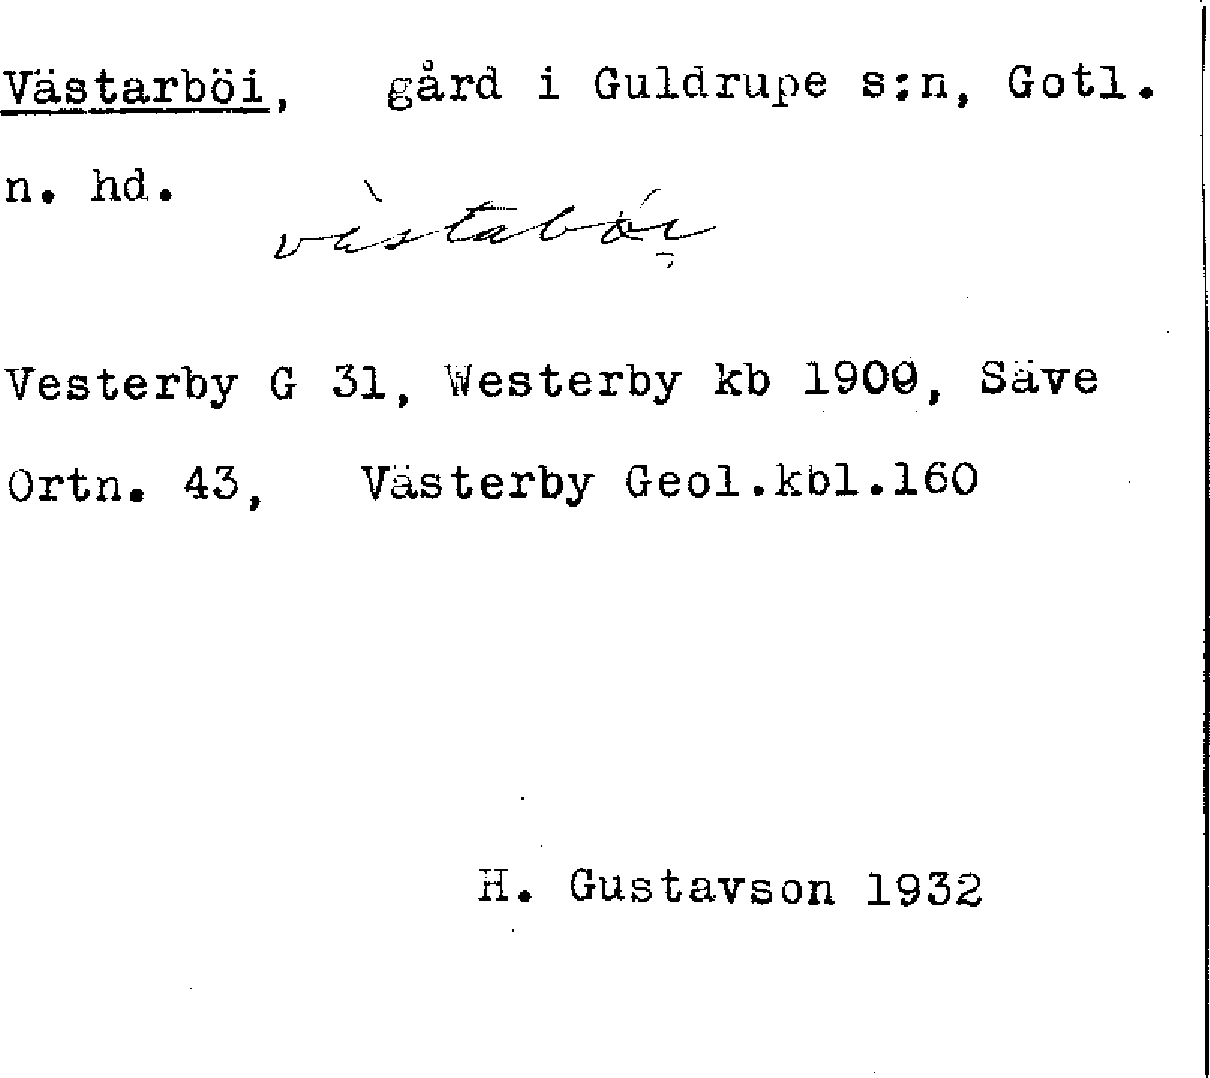 Västarböi, gård i Guldrupe s:n, Gotl.
n. hd.
Vesterby G 31, Westerby kb 1900, Säve
Ortn. 43, Västerby Geol.kbl.160
H. Gustavson 1932